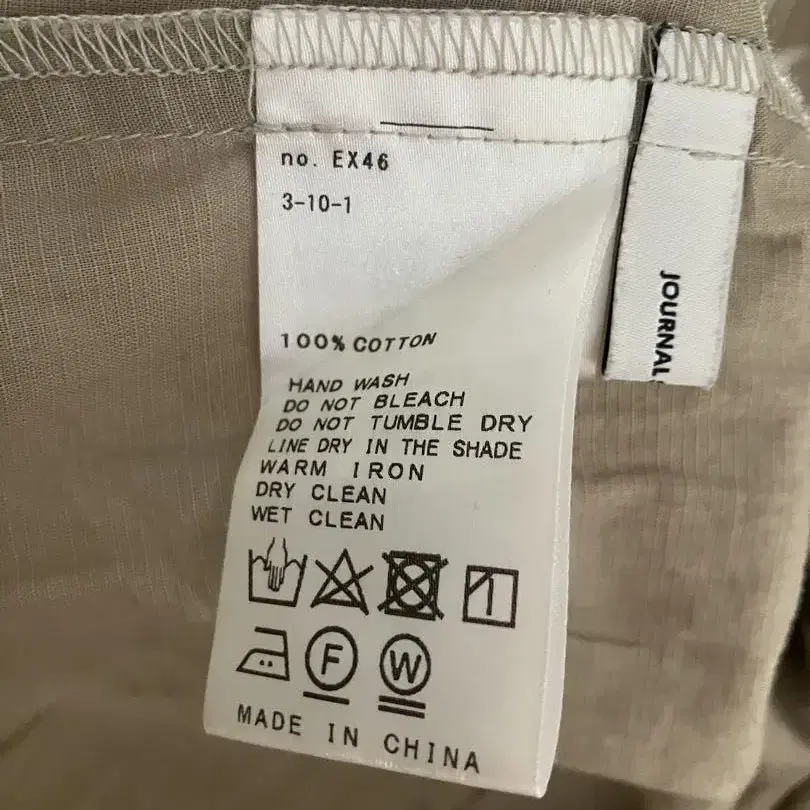 no. EX46
3-10-1
100% COTTON
HAND WASH
DO NOT BLEACH
DO NOT TUMBLE DRY
LINE DRY IN THE SHADE
WARM IRON
DRY CLEAN
WET CLEAN
F
W
MADE IN CHINA
JOURNAL